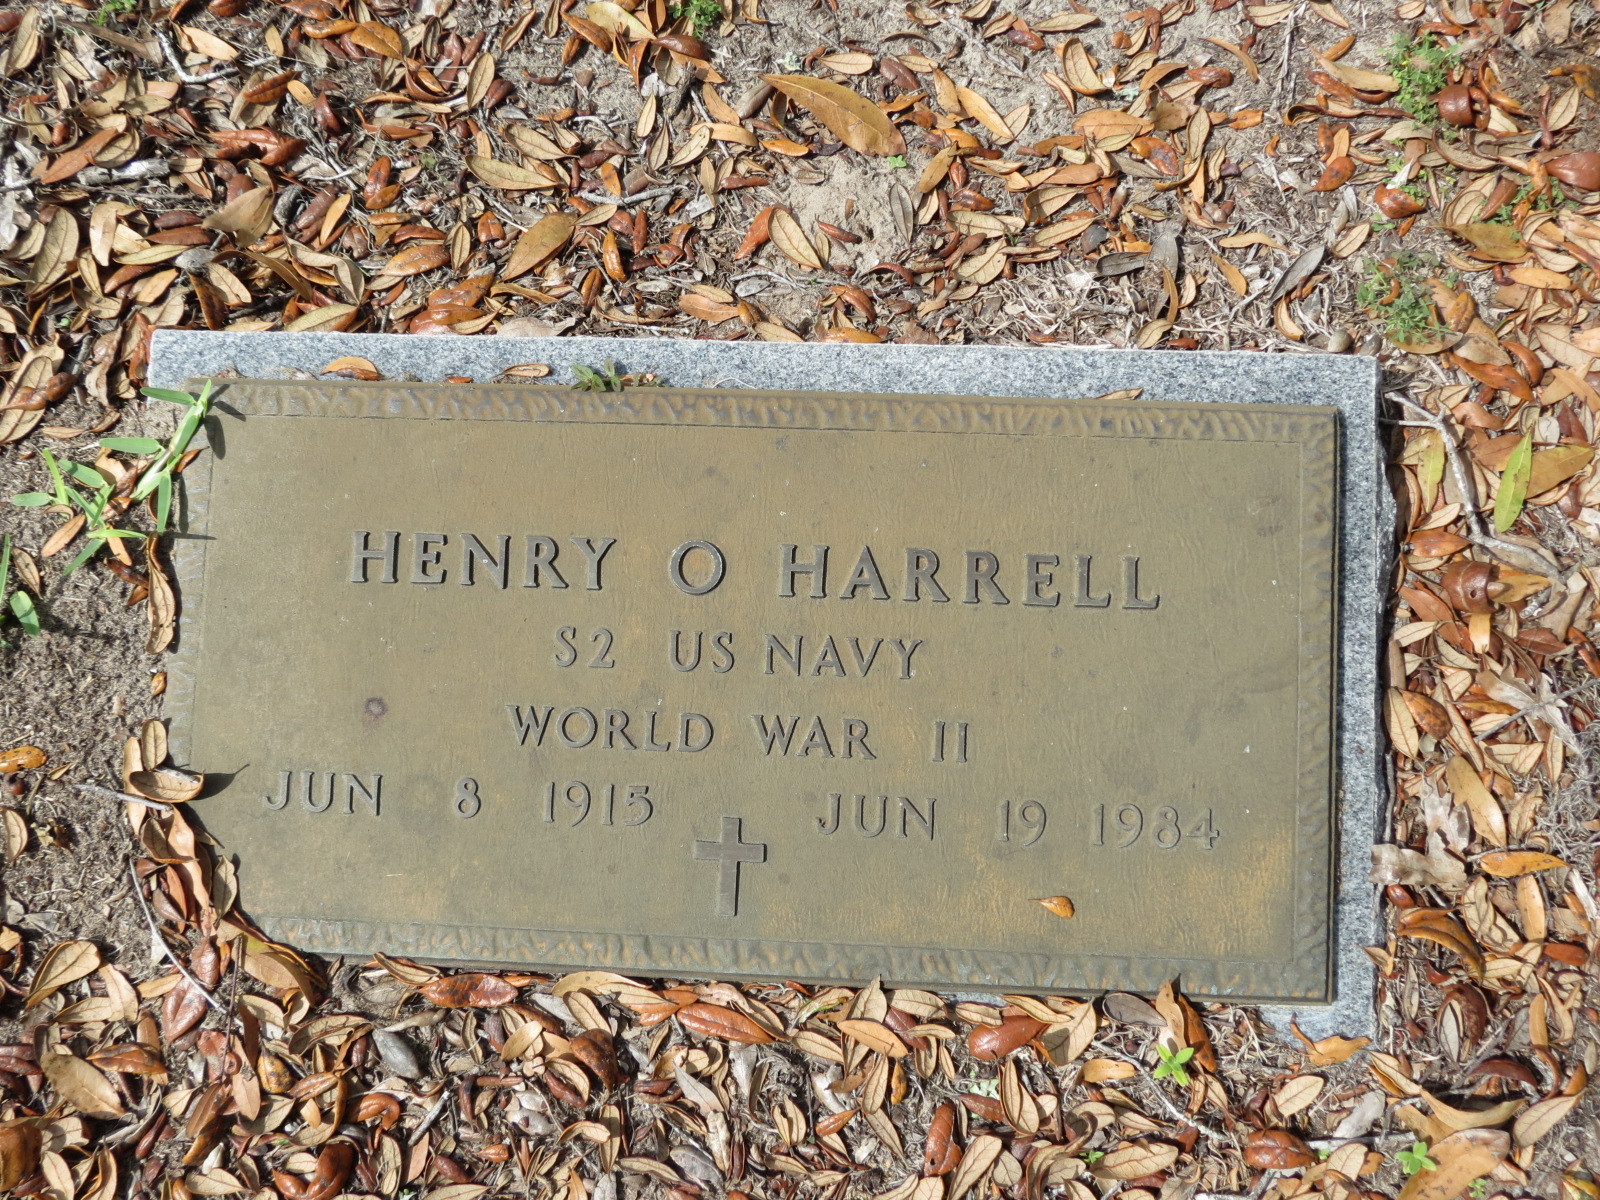 HENRY O HARRELL
S2 US NAVY
WORLD WAR II
JUN 8 1915 JUN 19 1984